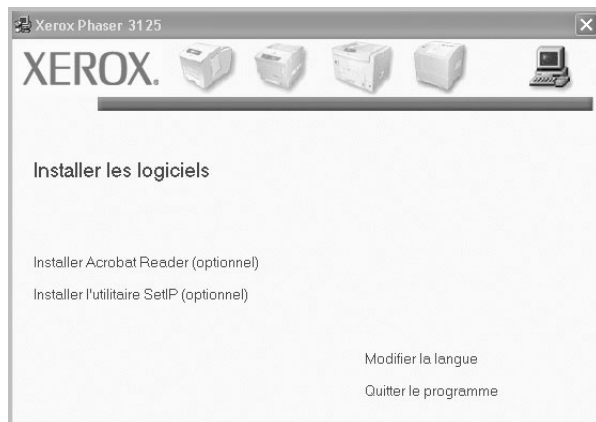 Xerox Phaser 3125
XEROX.
Installer les logiciels
Installer Acrobat Reader (optionnel)
Installer l'utilitaire SetIP (optionnel)
Modifier la langue
Quitter le programme